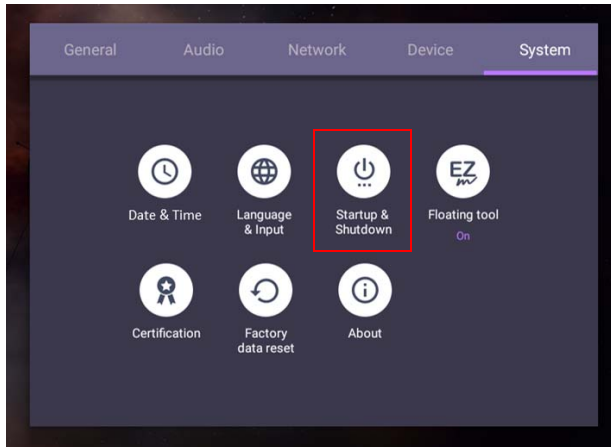 General Audio Network Device System
EZ
Date & Time
Language
& Input
Startup &
Shutdown
Floating tool
On
Certification
Factory
data reset
About